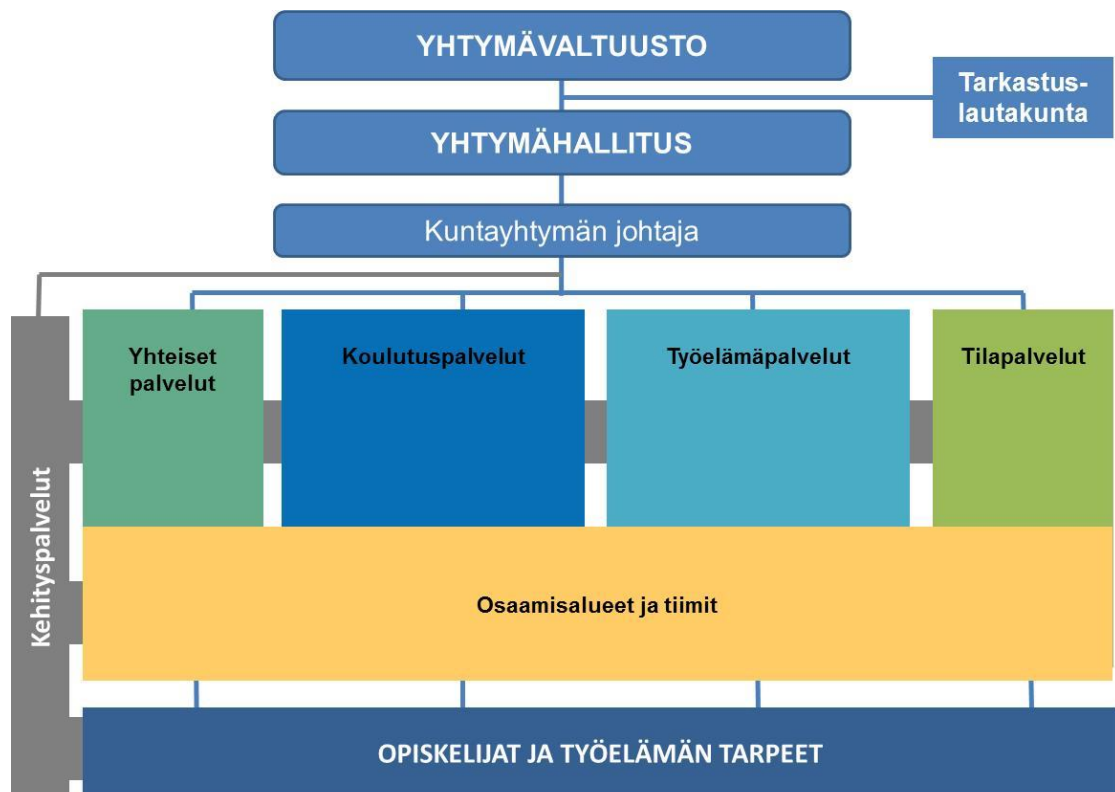 YHTYMÄVALTUUSTO
Tarkastus-
lautakunta
YHTYMÄHALLITUS
Kuntayhtymän johtaja
Yhteiset
palvelut
Koulutuspalvelut
Työelämäpalvelut
Tilapalvelut
Kehityspalvelut
Osaamisalueet ja tiimit
OPISKELIJAT JA TYÖELÄMÄN TARPEET